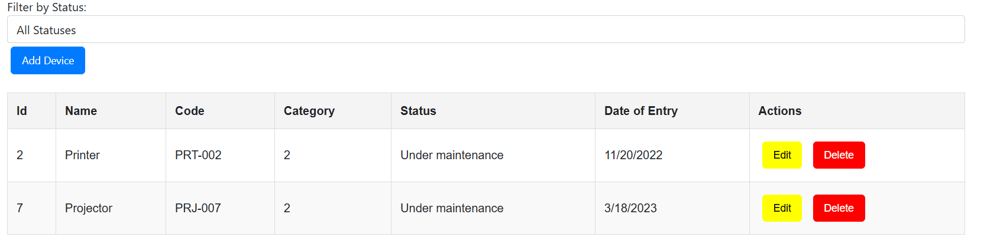 Filter by Status:
All Statuses
Add Device
Id Name Code Category Status Date of Entry Actions
2 Printer PRT-002 2 Under maintenance 11/20/2022 Edit Delete
7 Projector PRJ-007 2 Under maintenance 3/18/2023 Edit Delete